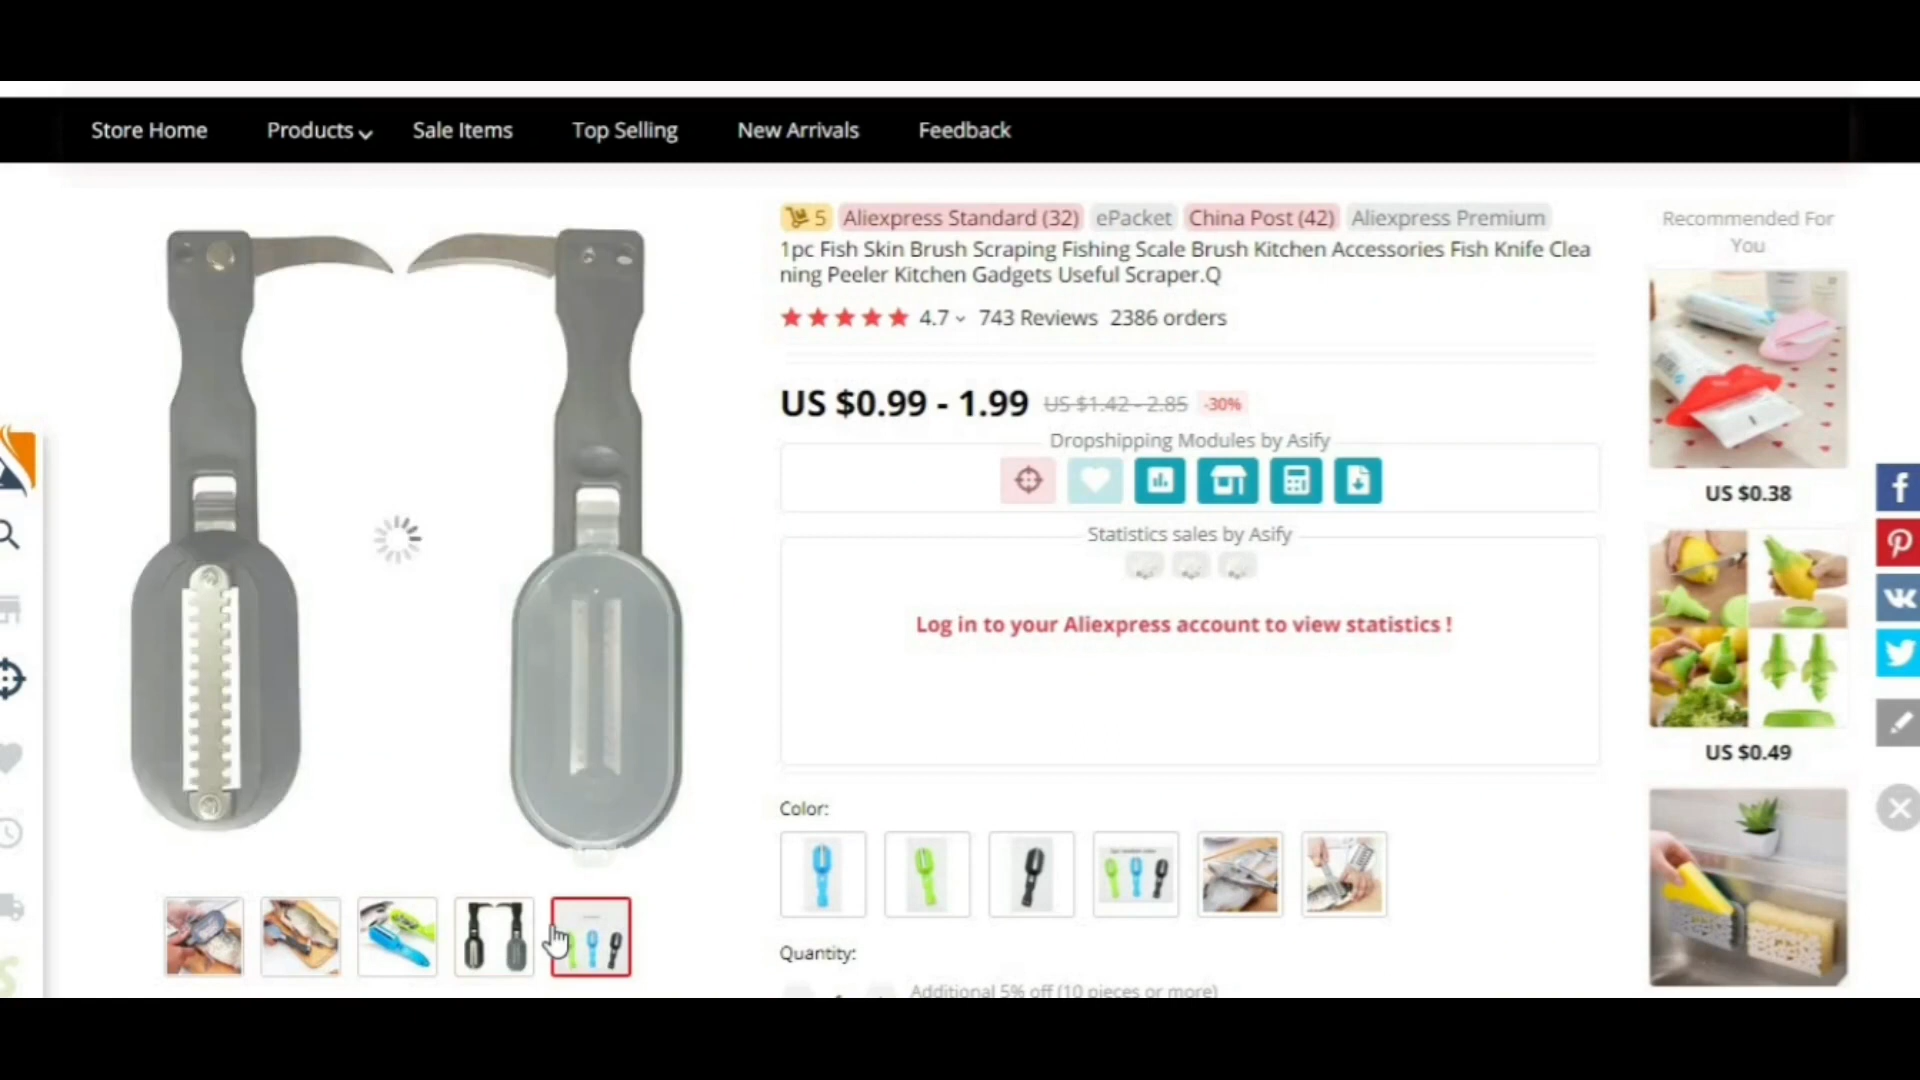 Store Home Products Sale Items Top Selling New Arrivals Feedback
5 Aliexpress Standard (32) ePacket China Post (42) Aliexpress Premium
1pc Fish Skin Brush Scraping Fishing Scale Brush Kitchen Accessories Fish Knife Clea
ning Peeler Kitchen Gadgets Useful Scraper.Q
4.7 743 Reviews 2386 orders
US $0.99 - 1.99 US $1.42 - 2.85 -30%
Dropshipping Modules by Asify
Statistics sales by Asify
Log in to your Aliexpress account to view statistics !
Color:
Quantity:
Additional 5% off (10 pieces or more)
Recommended For
You
US $0.38
US $0.49